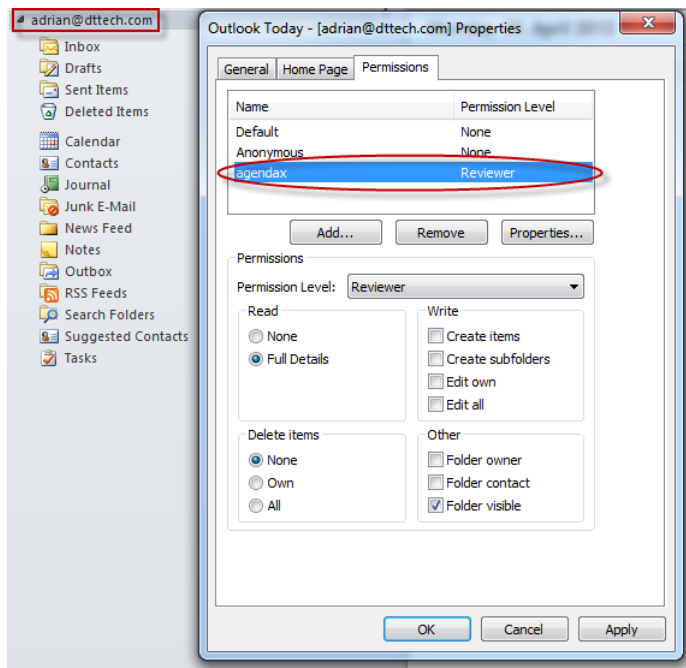 adrian@dttech.com
Inbox
Drafts
Sent Items
Deleted Items
Calendar
Contacts
Journal
Junk E-Mail
News Feed
Notes
Outbox
RSS Feeds
Search Folders
Suggested Contacts
Tasks
Outlook Today - [adrian@dttech.com] Properties
General Home Page Permissions
Name Permission Level
Default None
Anonymous None
agendax Reviewer
Add... Remove Properties...
Permissions
Permission Level: Reviewer
Read Write
None Create items
Full Details Create subfolders
Edit own
Edit all
Delete items Other
None Folder owner
Own Folder contact
All Folder visible
OK Cancel Apply